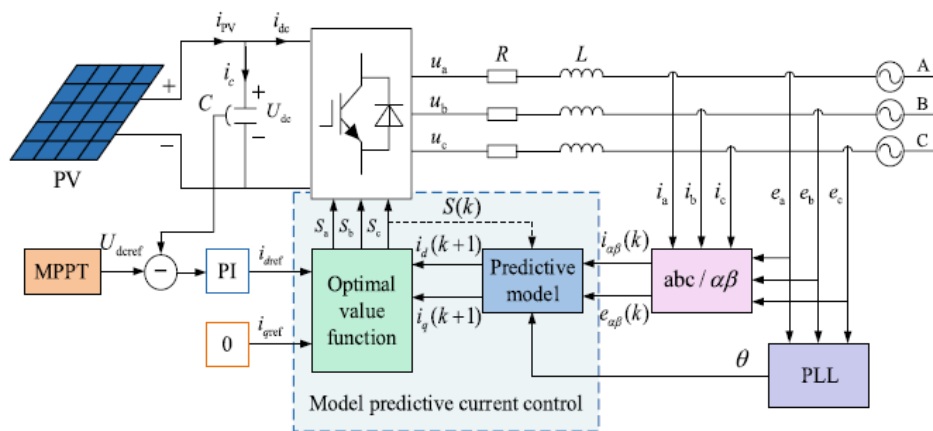 i_PV
i_dc
+
i_c
+
C
U_dc
−
−
PV
u_a
u_b
u_c
R
L
A
B
C
i_a
i_b
i_c
e_a
e_b
e_c
S_a
S_b
S_c
S(k)
U_dcref
MPPT
−
PI
i_dref
0
i_qref
Optimal
value
function
i_d(k+1)
i_q(k+1)
Predictive
model
i_αβ(k)
e_αβ(k)
abc / αβ
θ
PLL
Model predictive current control